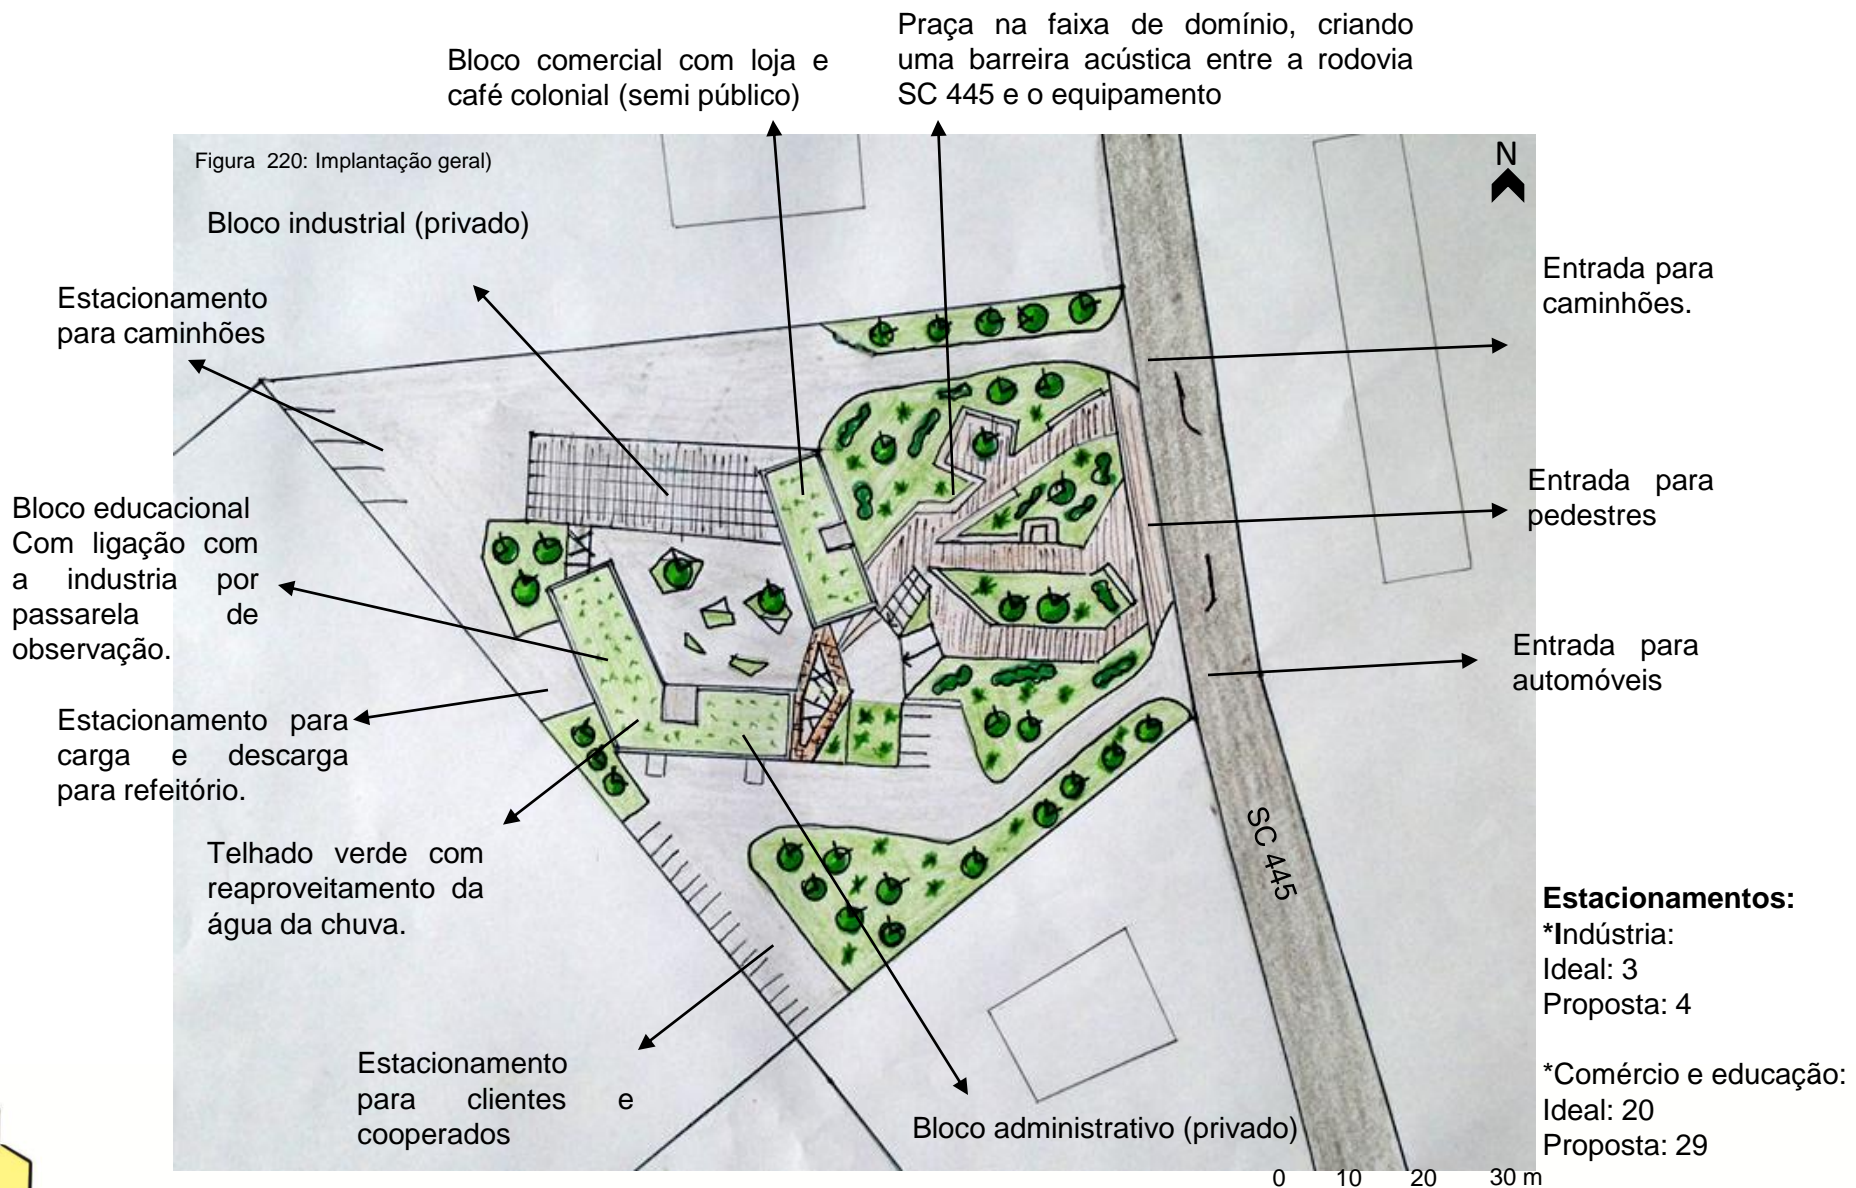 Praça na faixa de domínio, criando
uma barreira acústica entre a rodovia
SC 445 e o equipamento
Bloco comercial com loja e
café colonial (semi público)
Figura 220: Implantação geral)
N
Bloco industrial (privado)
Estacionamento
para caminhões
Entrada para
caminhões.
Bloco educacional
Com ligação com
a industria por
passarela de
observação.
Entrada para
pedestres
Entrada para
automóveis
Estacionamento para
carga e descarga
para refeitório.
Telhado verde com
reaproveitamento da
água da chuva.
SC 445
Estacionamentos:
*Indústria:
Ideal: 3
Proposta: 4
*Comércio e educação:
Ideal: 20
Proposta: 29
Estacionamento
para clientes e
cooperados
Bloco administrativo (privado)
0 10 20 30 m